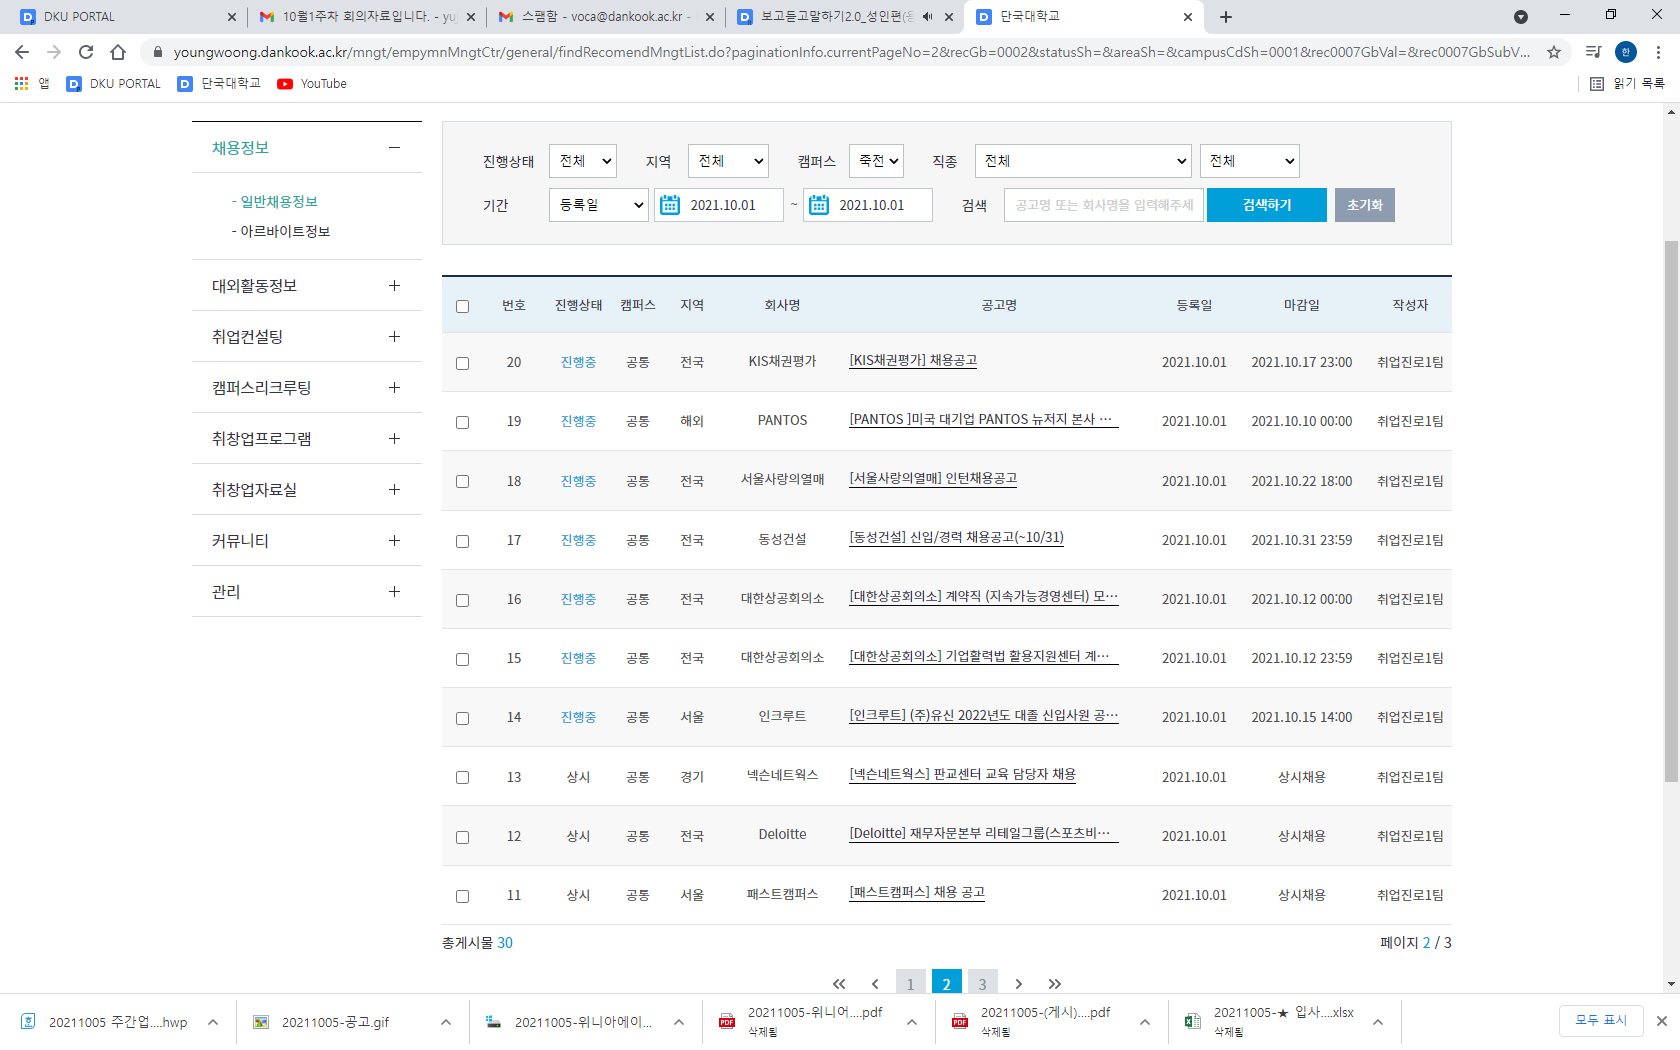 DKU PORTAL
10월1주차 회의자료입니다. - yu
스팸함 - voca@dankook.ac.kr -
보고듣고말하기2.0_성인편(
단국대학교
youngwoong.dankook.ac.kr/mngt/empymnMngtCtr/general/findRecomendMngtList.do?paginationInfo.currentPageNo=2&recGb=0002&statusSh=&areaSh=&campusCdSh=0001&rec0007GbVal=&rec0007GbSubV...
한
앱 DKU PORTAL 단국대학교 YouTube 읽기 목록
채용정보
- 일반채용정보
- 아르바이트정보
대외활동정보
취업컨설팅
캠퍼스리크루팅
취창업프로그램
취창업자료실
커뮤니티
관리
진행상태 전체 지역 전체 캠퍼스 죽전 직종 전체 전체
기간 등록일 2021.10.01 ~ 2021.10.01 검색 공고명 또는 회사명을 입력해주세 검색하기 초기화
번호 진행상태 캠퍼스 지역 회사명 공고명 등록일 마감일 작성자
20 진행중 공통 전국 KIS채권평가 [KIS채권평가] 채용공고 2021.10.01 2021.10.17 23:00 취업진로1팀
19 진행중 공통 해외 PANTOS [PANTOS ]미국 대기업 PANTOS 뉴저지 본사 ... 2021.10.01 2021.10.10 00:00 취업진로1팀
18 진행중 공통 전국 서울사랑의열매 [서울사랑의열매] 인턴채용공고 2021.10.01 2021.10.22 18:00 취업진로1팀
17 진행중 공통 전국 동성건설 [동성건설] 신입/경력 채용공고(~10/31) 2021.10.01 2021.10.31 23:59 취업진로1팀
16 진행중 공통 전국 대한상공회의소 [대한상공회의소] 계약직 (지속가능경영센터) 모... 2021.10.01 2021.10.12 00:00 취업진로1팀
15 진행중 공통 전국 대한상공회의소 [대한상공회의소] 기업활력법 활용지원센터 계... 2021.10.01 2021.10.12 23:59 취업진로1팀
14 진행중 공통 서울 인크루트 [인크루트] (주)유신 2022년도 대졸 신입사원 공... 2021.10.01 2021.10.15 14:00 취업진로1팀
13 상시 공통 경기 넥슨네트웍스 [넥슨네트웍스] 판교센터 교육 담당자 채용 2021.10.01 상시채용 취업진로1팀
12 상시 공통 전국 Deloitte [Deloitte] 재무자문본부 리테일그룹(스포츠비... 2021.10.01 상시채용 취업진로1팀
11 상시 공통 서울 패스트캠퍼스 [패스트캠퍼스] 채용 공고 2021.10.01 상시채용 취업진로1팀
총게시물 30 페이지 2 / 3
« ‹ 1 2 3 › »
20211005 주간업....hwp
20211005-공고.gif
20211005-위니아에이...
20211005-위니어....pdf
삭제됨
20211005-(게시)....pdf
삭제됨
20211005-★ 입사....xlsx
삭제됨
모두 표시